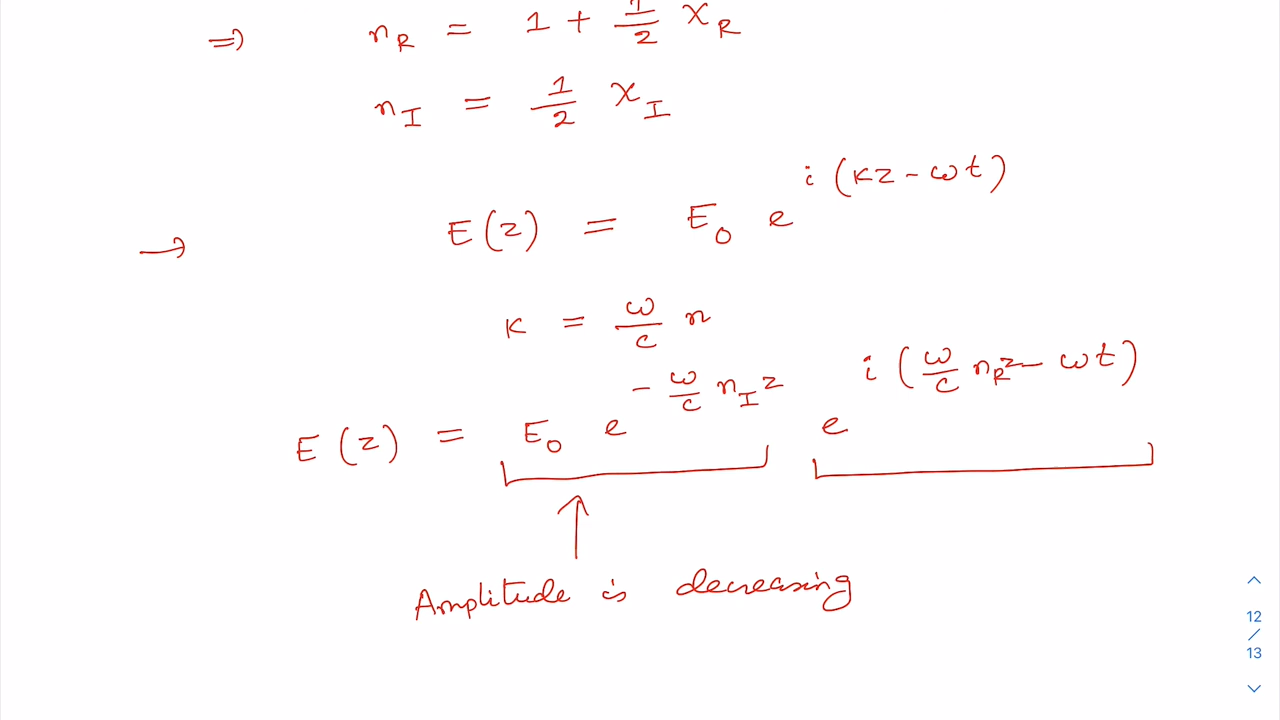 ⇒ n_R = 1 + 1/2 χ_R
n_I = 1/2 χ_I
→ E(z) = E_0 e^{i(kz - ωt)}
k = ω/c n
E(z) = E_0 e^{-ω/c n_I z} e^{i(ω/c n_R z - ωt)}
↑
Amplitude is decreasing
12
/
13